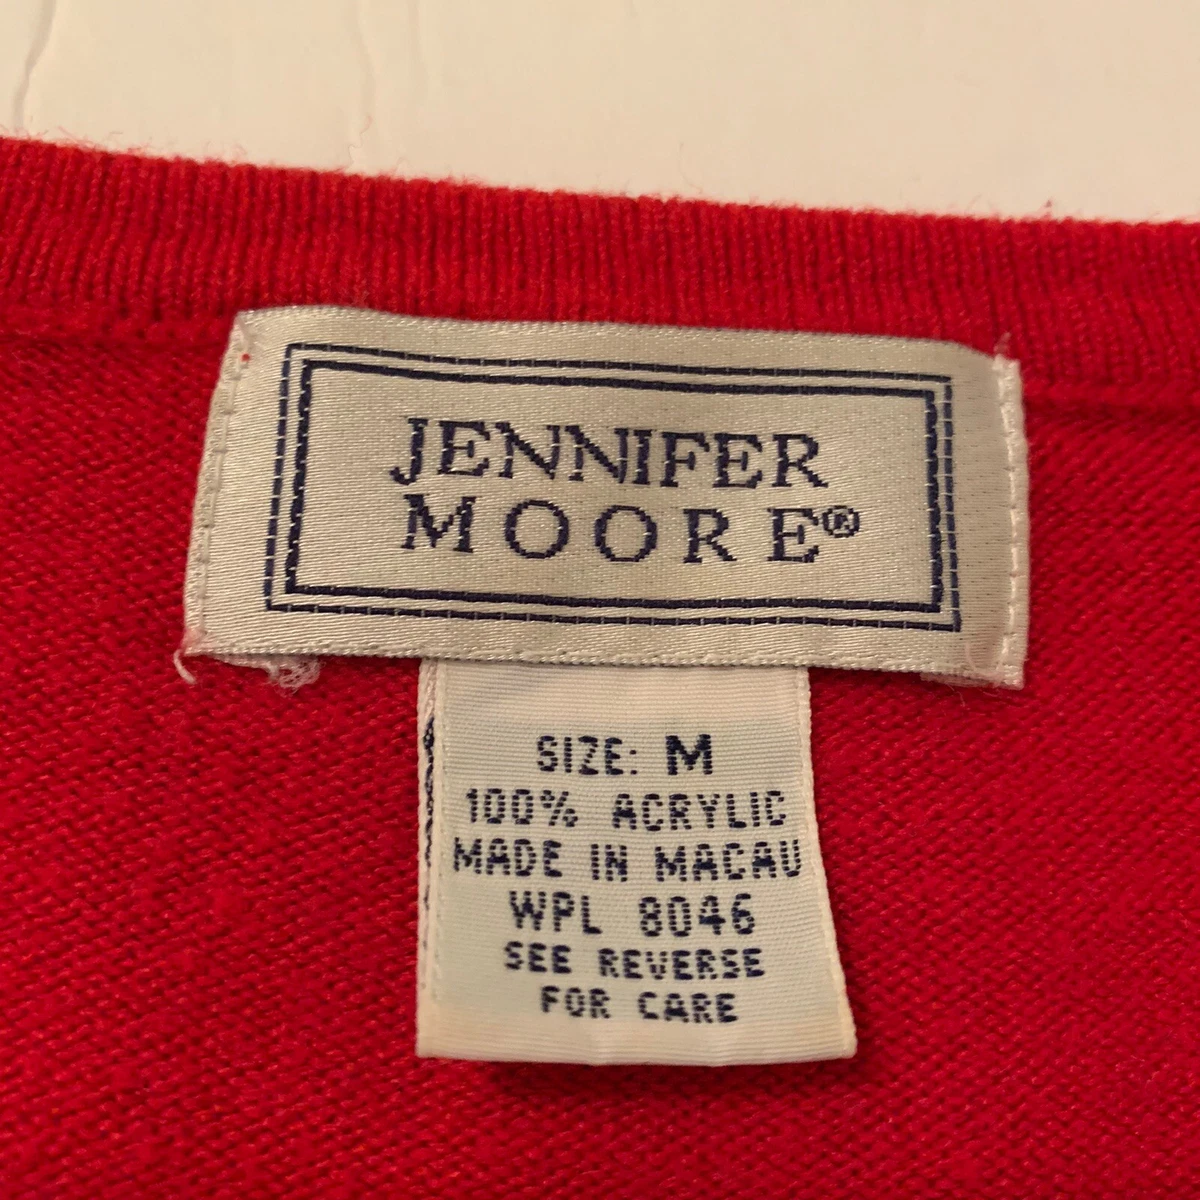 JENNIFER
MOORE®
SIZE: M
100% ACRYLIC
MADE IN MACAU
WPL 8046
SEE REVERSE
FOR CARE